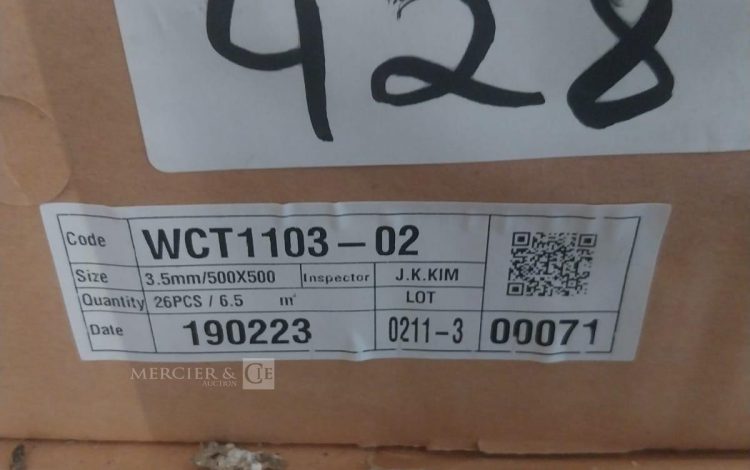 428
Code WCT1103-02
Size 3.5mm/500X500 Inspector J.K.KIM
Quantity 26PCS / 6.5 ㎡ LOT
Date 190223 0211-3 00071
MERCIER & CIE
AUCTION